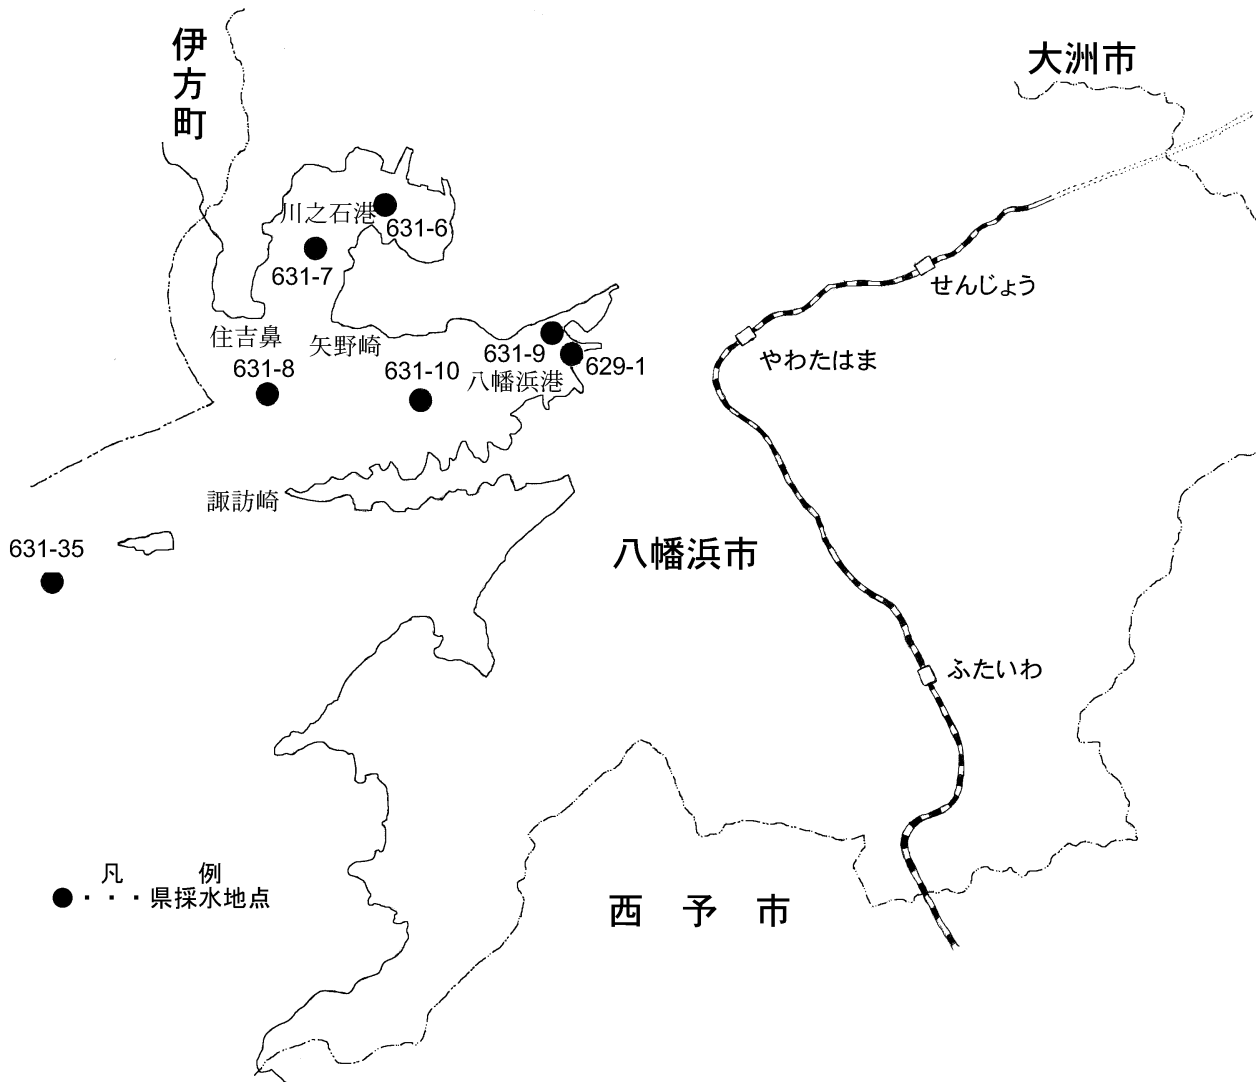 伊方町
大洲市
川之石港
631-6
631-7
せんじょう
住吉鼻
矢野崎
631-9
やわたはま
631-8
631-10
八幡浜港
629-1
諏訪崎
631-35
八幡浜市
ふたいわ
凡 例
●・・・県採水地点
西 予 市